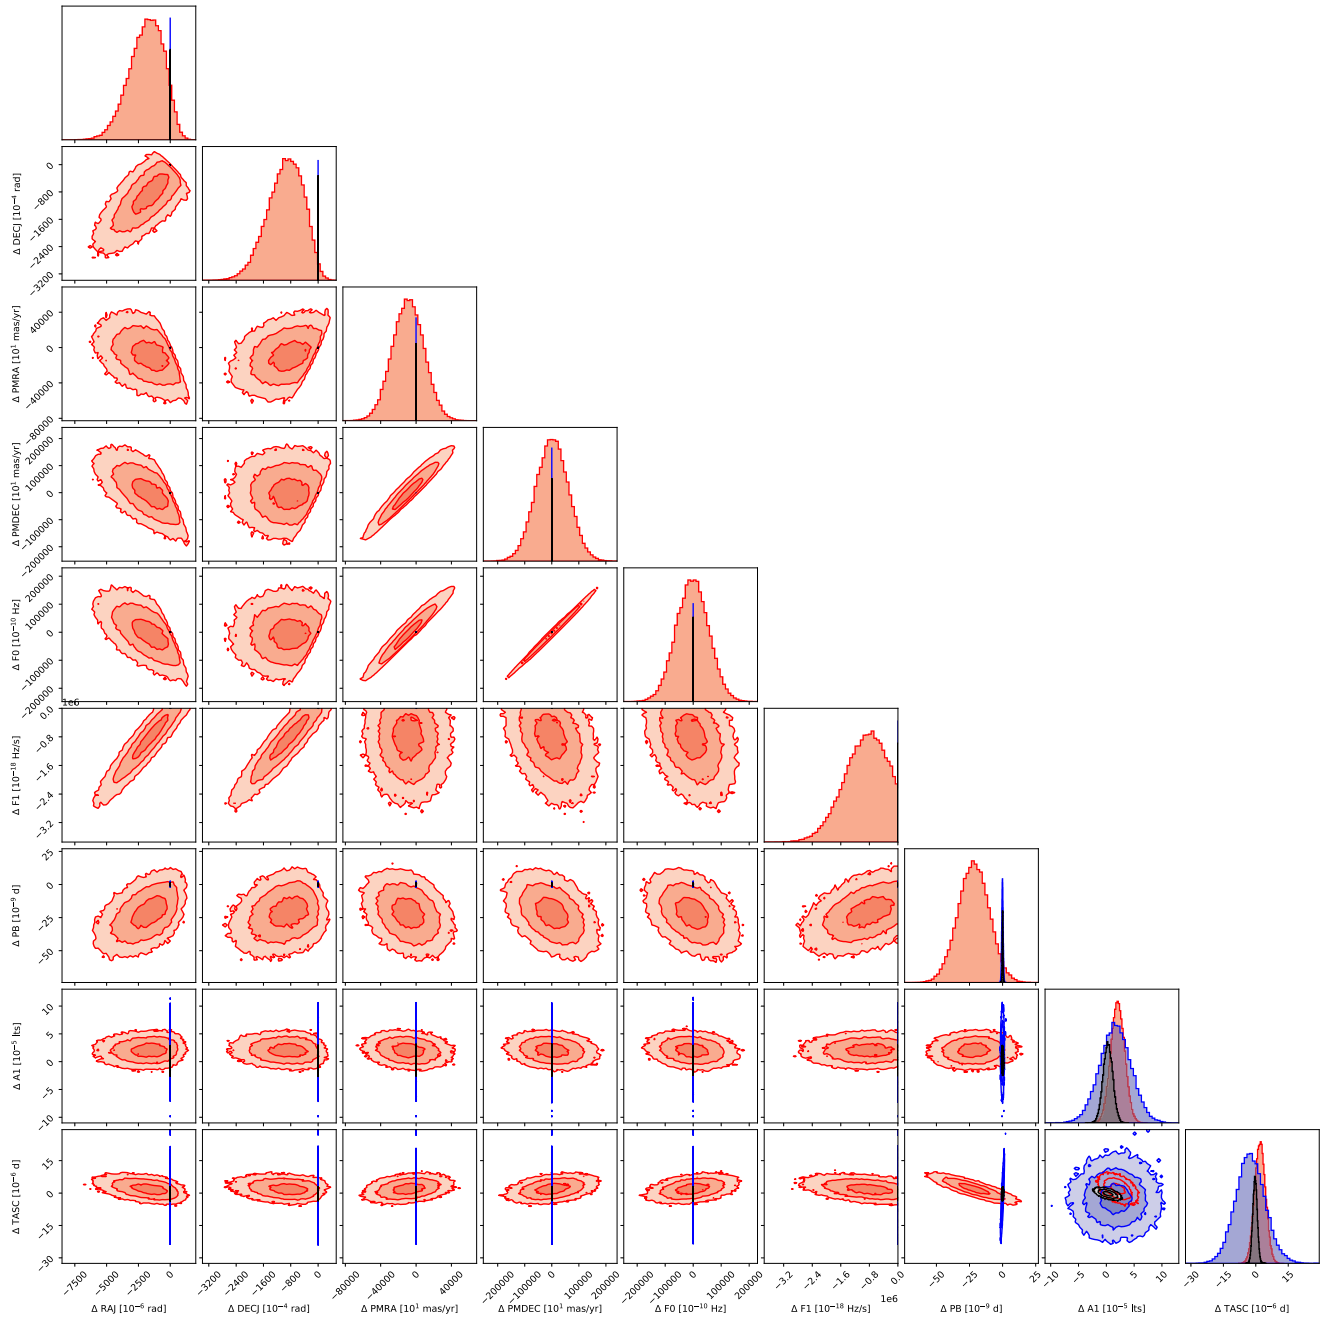 Δ DECJ [10⁻⁴ rad]
0
−800
−1600
−2400
−3200
Δ PMRA [10¹ mas/yr]
40000
0
−40000
−80000
Δ PMDEC [10¹ mas/yr]
200000
100000
0
−100000
−200000
Δ F0 [10⁻¹⁰ Hz]
200000
100000
0
−100000
−200000
1e6
Δ F1 [10⁻¹⁸ Hz/s]
0.0
−0.8
−1.6
−2.4
−3.2
Δ PB [10⁻⁹ d]
25
0
−25
−50
Δ A1 [10⁻⁵ lts]
10
5
0
−5
−10
Δ TASC [10⁻⁶ d]
15
0
−15
−30
−7500 −5000 −2500 0
−3200 −2400 −1600 −800 0
−80000 −40000 0 40000
−200000 −100000 0 100000 200000
−200000 −100000 0 100000 200000
−3.2 −2.4 −1.6 −0.8 0.0
1e6
−50 −25 0 25
−10 −5 0 5 10
−30 −15 0 15
Δ RAJ [10⁻⁶ rad]
Δ DECJ [10⁻⁴ rad]
Δ PMRA [10¹ mas/yr]
Δ PMDEC [10¹ mas/yr]
Δ F0 [10⁻¹⁰ Hz]
Δ F1 [10⁻¹⁸ Hz/s]
Δ PB [10⁻⁹ d]
Δ A1 [10⁻⁵ lts]
Δ TASC [10⁻⁶ d]